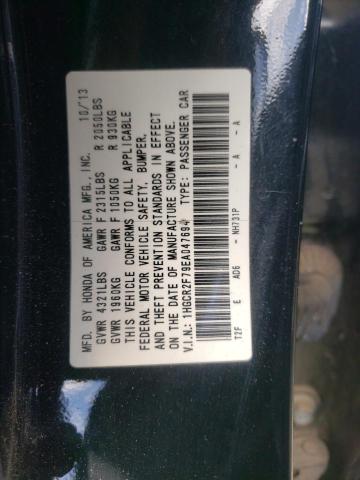 MFD. BY HONDA OF AMERICA MFG., INC. 10/'13
GVWR 4321LBS GAWR F 2315LBS R 2050LBS
GVWR 1960KG GAWR F 1050KG R 930KG
THIS VEHICLE CONFORMS TO ALL APPLICABLE
FEDERAL MOTOR VEHICLE SAFETY, BUMPER,
AND THEFT PREVENTION STANDARDS IN EFFECT
ON THE DATE OF MANUFACTURE SHOWN ABOVE.
V.I.N.: 1HGCR2F79EA047694 TYPE: PASSENGER CAR
T2F E AD6 - NH731P - A - A